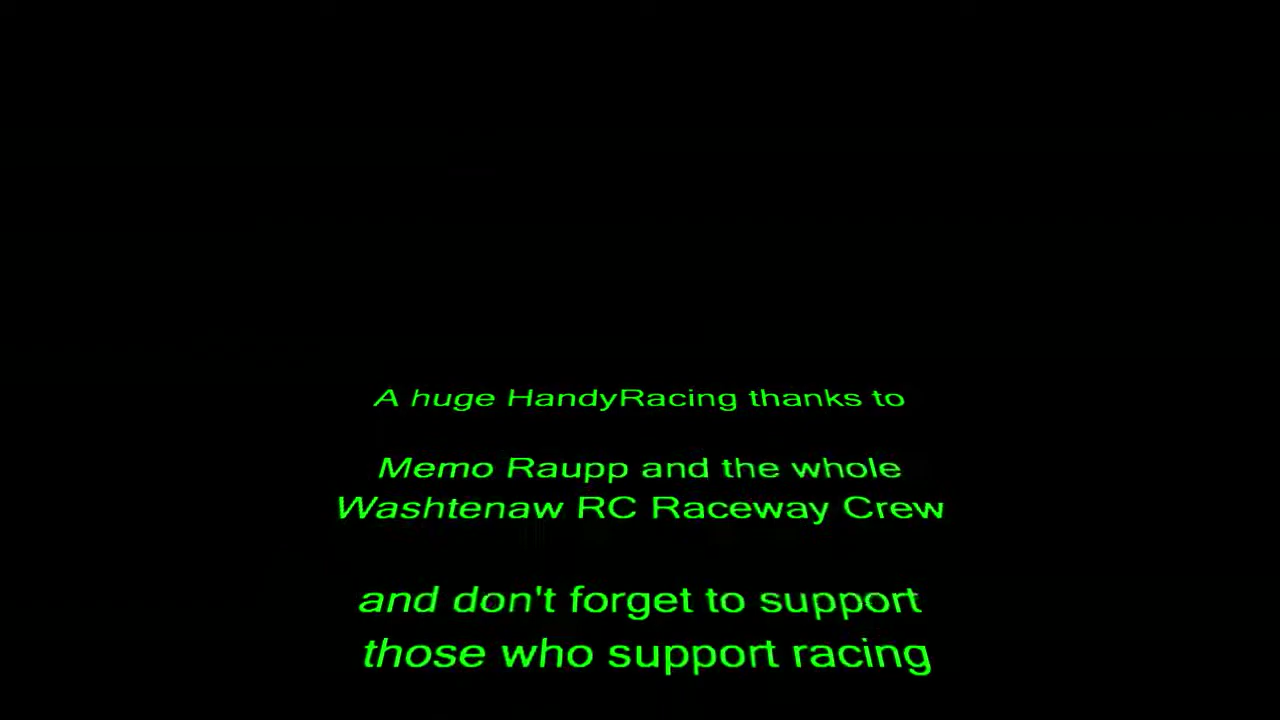 A huge HandyRacing thanks to
Memo Raupp and the whole
Washtenaw RC Raceway Crew
and don't forget to support
those who support racing